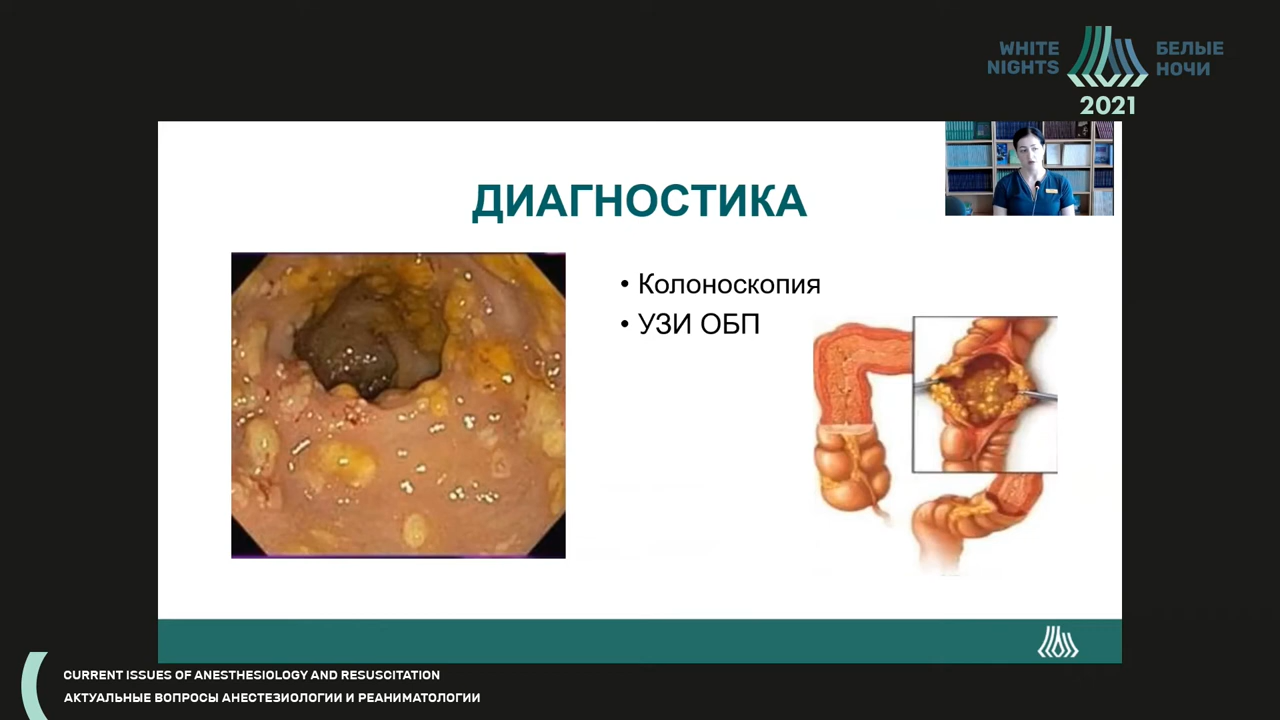 WHITE
NIGHTS
БЕЛЫЕ
НОЧИ
2021
ДИАГНОСТИКА
• Колоноскопия
• УЗИ ОБП
CURRENT ISSUES OF ANESTHESIOLOGY AND RESUSCITATION
АКТУАЛЬНЫЕ ВОПРОСЫ АНЕСТЕЗИОЛОГИИ И РЕАНИМАТОЛОГИИ